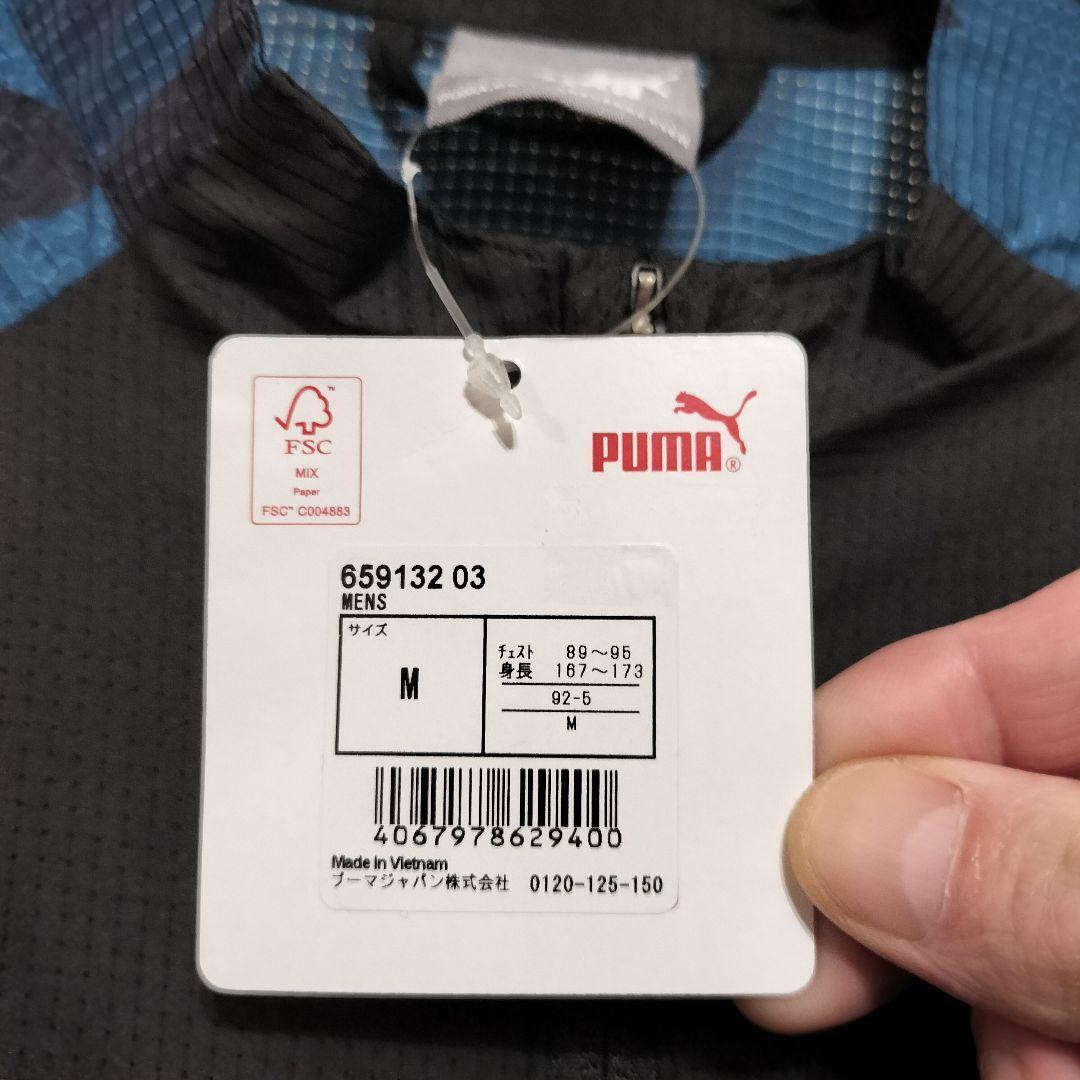 FSC™
MIX
Paper
FSC™ C004883
PUMA®
659132 03
MENS
サイズ
M
チェスト 89～95
身長 167～173
92-5
M
4067978629400
Made in Vietnam
プーマジャパン株式会社 0120-125-150